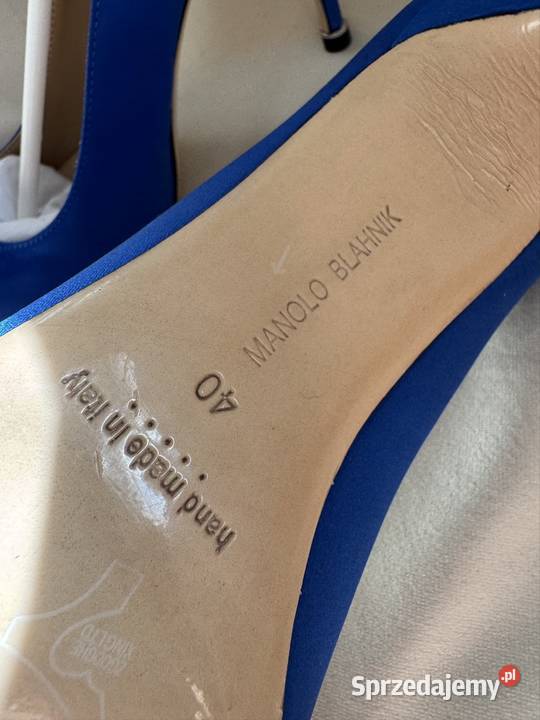 MANOLO BLAHNIK
40
hand made in italy
Sprzedajemy.pl